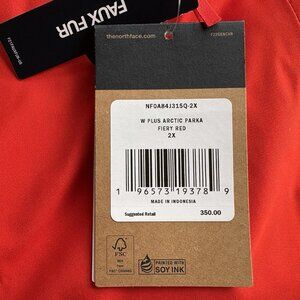 FAUX FUR
thenorthface.com
NF0A84J315Q-2X
W PLUS ARCTIC PARKA
FIERY RED
2X
1 96573 19378 9
MADE IN INDONESIA
Suggested Retail 350.00
FSC
PRINTED WITH
SOY INK